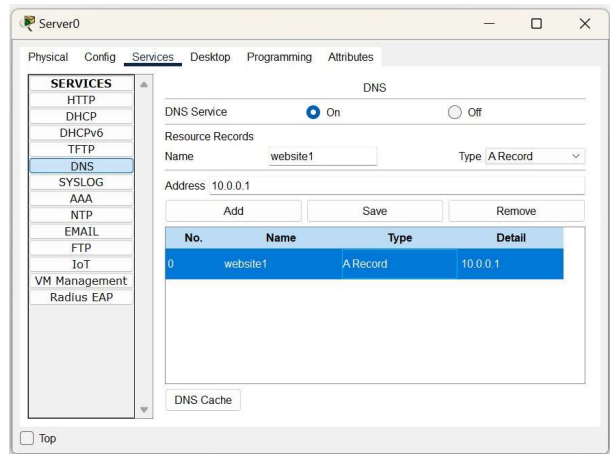 Server0
Physical Config Services Desktop Programming Attributes
SERVICES
HTTP
DHCP
DHCPv6
TFTP
DNS
SYSLOG
AAA
NTP
EMAIL
FTP
IoT
VM Management
Radius EAP
DNS
DNS Service On Off
Resource Records
Name website1 Type A Record
Address 10.0.0.1
Add Save Remove
No. Name Type Detail
0 website1 A Record 10.0.0.1
DNS Cache
Top